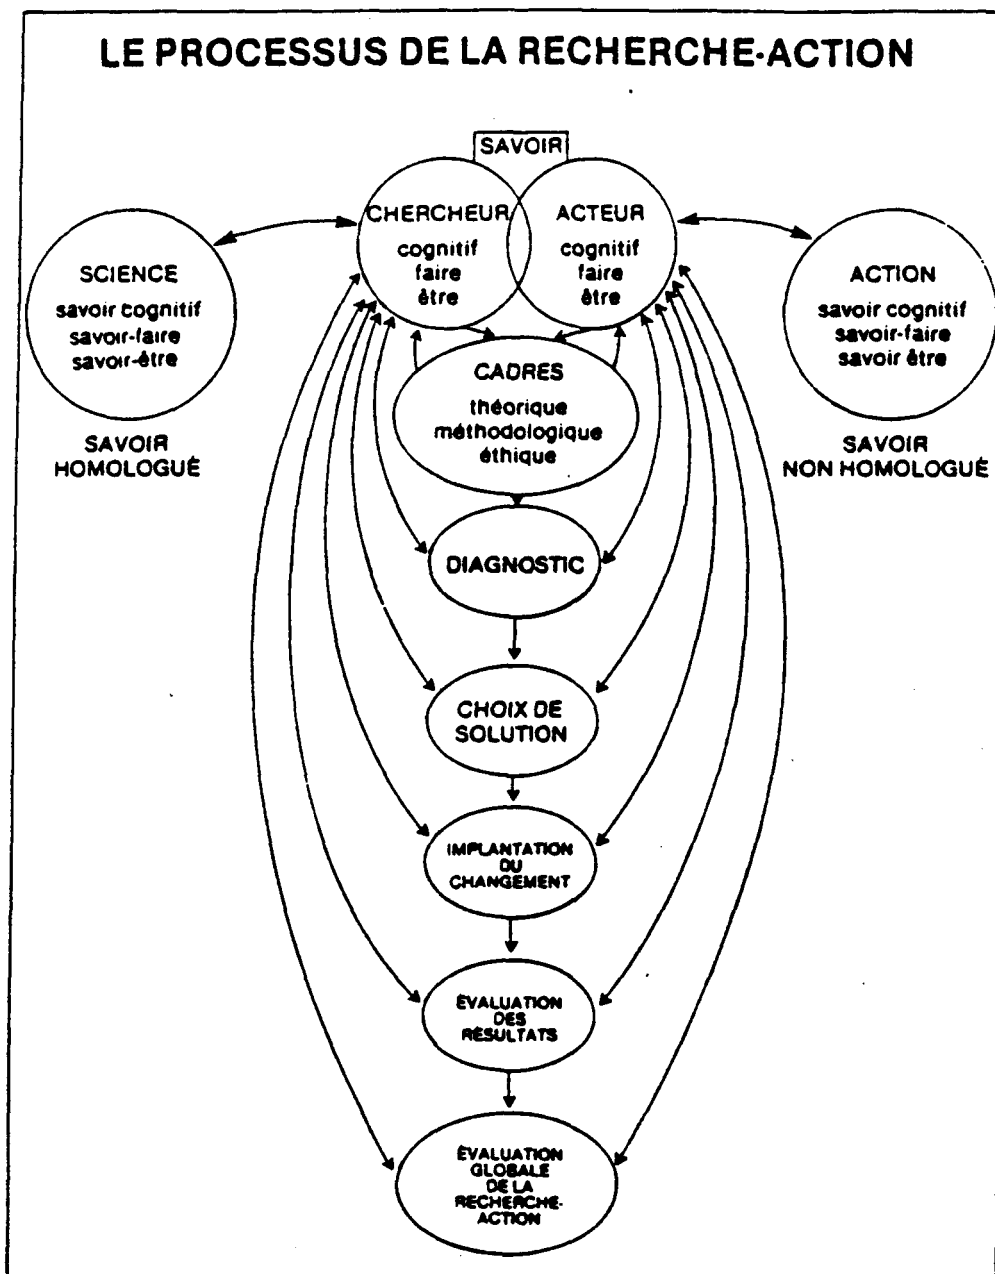 LE PROCESSUS DE LA RECHERCHE-ACTION
SAVOIR
CHERCHEUR
cognitif
faire
être
ACTEUR
cognitif
faire
être
SCIENCE
savoir cognitif
savoir-faire
savoir-être
SAVOIR
HOMOLOGUÉ
ACTION
savoir cognitif
savoir-faire
savoir être
SAVOIR
NON HOMOLOGUÉ
CADRES
théorique
méthodologique
éthique
DIAGNOSTIC
CHOIX DE
SOLUTION
IMPLANTATION
DU
CHANGEMENT
ÉVALUATION
DES
RÉSULTATS
ÉVALUATION
GLOBALE
DE LA
RECHERCHE-
ACTION